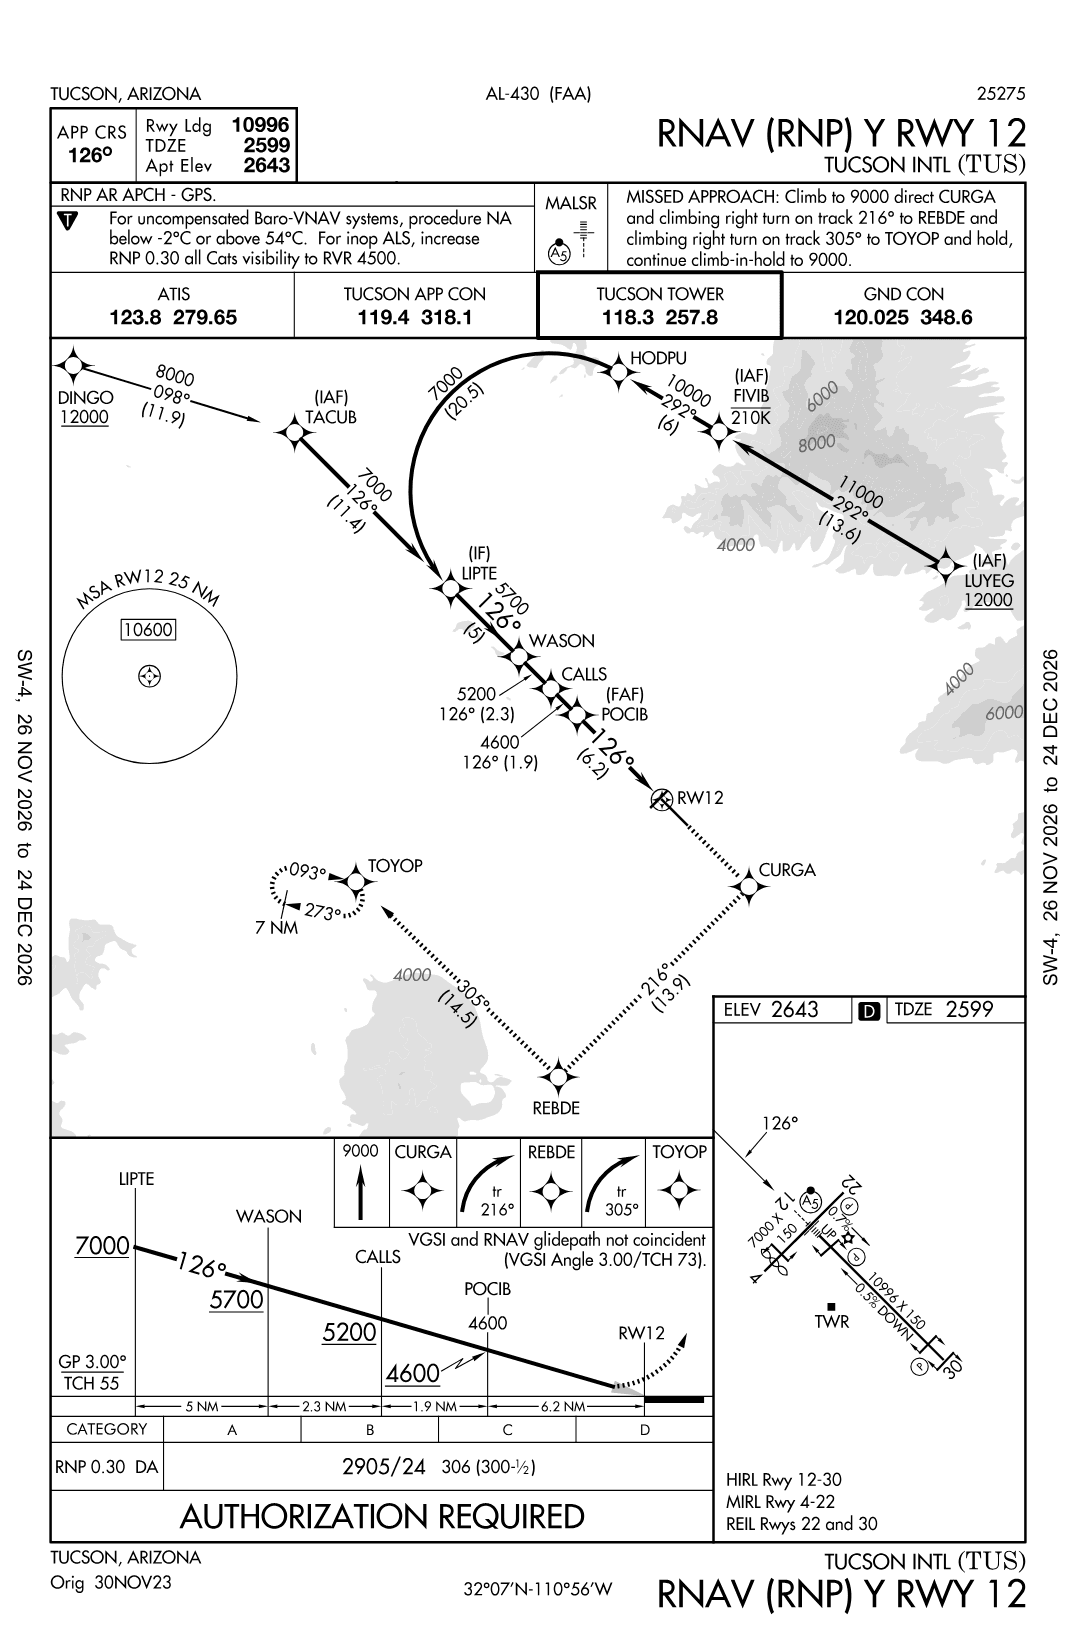 TUCSON, ARIZONA
AL-430 (FAA)
25275
APP CRS
126°
Rwy Ldg 10996
TDZE 2599
Apt Elev 2643
RNAV (RNP) Y RWY 12
TUCSON INTL (TUS)
RNP AR APCH - GPS.
T
For uncompensated Baro-VNAV systems, procedure NA
below -2°C or above 54°C. For inop ALS, increase
RNP 0.30 all Cats visibility to RVR 4500.
MALSR
A5
MISSED APPROACH: Climb to 9000 direct CURGA
and climbing right turn on track 216° to REBDE and
climbing right turn on track 305° to TOYOP and hold,
continue climb-in-hold to 9000.
ATIS
123.8 279.65
TUCSON APP CON
119.4 318.1
TUCSON TOWER
118.3 257.8
GND CON
120.025 348.6
DINGO
12000
8000
098°
(11.9)
(IAF)
TACUB
7000
126°
(11.4)
7000
(20.5)
HODPU
10000
292°
(6)
(IAF)
FIVIB
210K
6000
8000
11000
292°
(13.6)
4000
(IAF)
LUYEG
12000
(IF)
LIPTE
5700
126°
(5)
MSA RW12 25 NM
10600
WASON
CALLS
5200
126° (2.3)
(FAF)
POCIB
4600
126° (1.9)
126°
(6.2)
4000
6000
RW12
CURGA
TOYOP
093°
273°
7 NM
4000
305°
(14.5)
216°
(13.9)
REBDE
SW-4, 26 NOV 2026 to 24 DEC 2026
SW-4, 26 NOV 2026 to 24 DEC 2026
ELEV 2643
D
TDZE 2599
126°
12
A5
22
P
7000 X 150
0.7%
UP
P
4
10996 X 150
0.5% DOWN
TWR
P
30
HIRL Rwy 12-30
MIRL Rwy 4-22
REIL Rwys 22 and 30
9000
CURGA
tr
216°
REBDE
tr
305°
TOYOP
VGSI and RNAV glidepath not coincident
(VGSI Angle 3.00/TCH 73).
LIPTE
7000
126°
WASON
5700
CALLS
5200
POCIB
4600
4600
RW12
GP 3.00°
TCH 55
5 NM
2.3 NM
1.9 NM
6.2 NM
CATEGORY A B C D
RNP 0.30 DA 2905/24 306 (300-½)
AUTHORIZATION REQUIRED
TUCSON, ARIZONA
Orig 30NOV23
32°07'N-110°56'W
TUCSON INTL (TUS)
RNAV (RNP) Y RWY 12